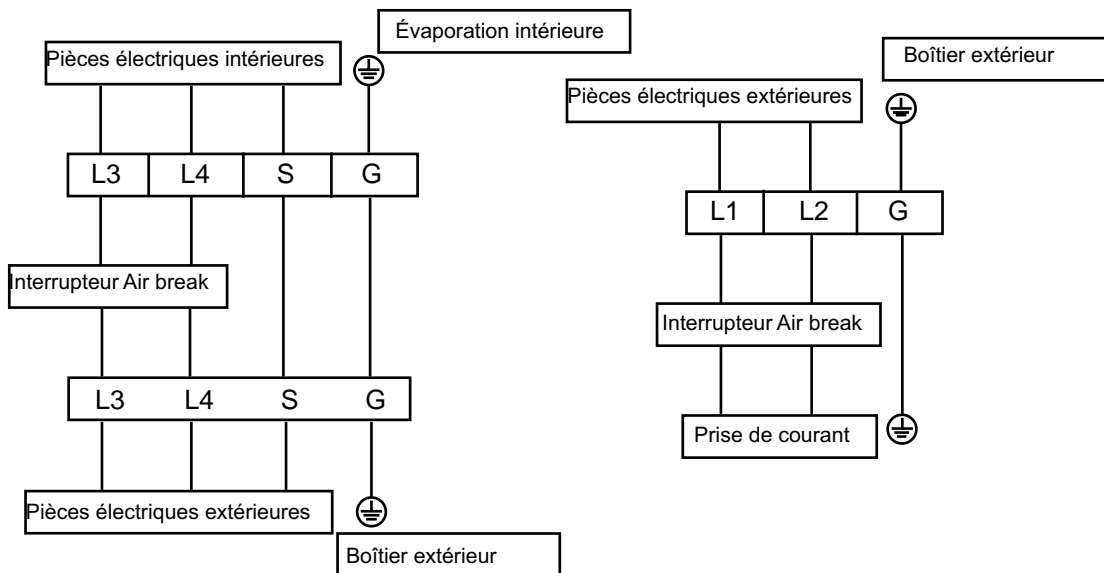 Évaporation intérieure
Pièces électriques intérieures
L3 L4 S G
Interrupteur Air break
L3 L4 S G
Pièces électriques extérieures
Boîtier extérieur
Boîtier extérieur
Pièces électriques extérieures
L1 L2 G
Interrupteur Air break
Prise de courant